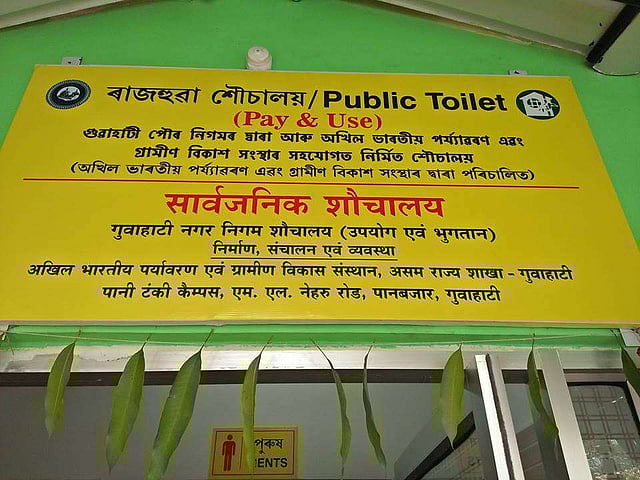 ৰাজহুৱা শৌচালয়/Public Toilet
(Pay & Use)
গুৱাহাটী পৌৰ নিগমৰ দ্বাৰা আৰু অখিল ভাৰতীয় পৰ্য্যাৱৰণ এৱং
গ্ৰামীণ বিকাশ সংস্থাৰ সহযোগত নিৰ্মিত শৌচালয়
(অখিল ভাৰতীয় পৰ্য্যাৱৰণ এৱং গ্ৰামীণ বিকাশ সংস্থাৰ দ্বাৰা পৰিচালিত)
सार्वजनिक शौचालय
गुवाहाटी नगर निगम शौचालय (उपयोग एवं भुगतान)
निर्माण, संचालन एवं व्यवस्था
अखिल भारतीय पर्यावरण एवं ग्रामीण विकास संस्थान, असम राज्य शाखा - गुवाहाटी
पानी टंकी कैम्पस, एम. एल. नेहरु रोड, पानबजार, गुवाहाटी
পুৰুষ
ENTS